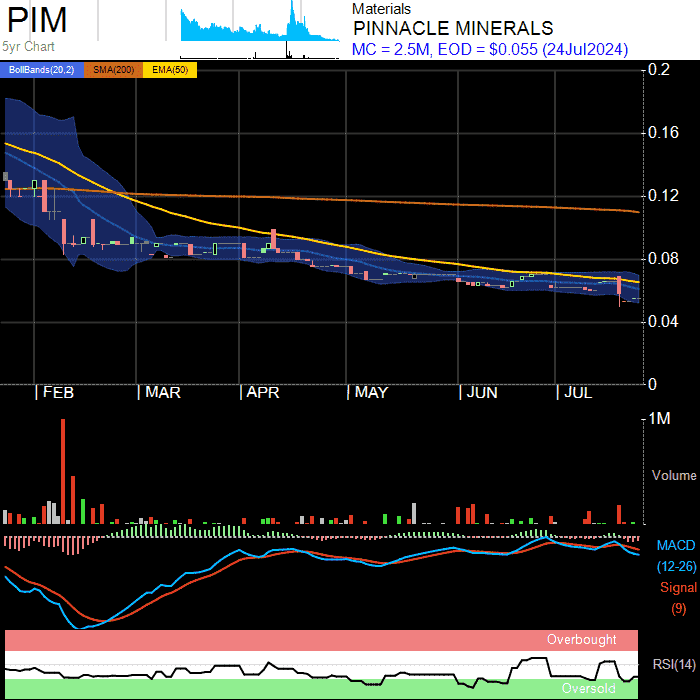 PIM
5yr Chart
Materials
PINNACLE MINERALS
MC = 2.5M, EOD = $0.055 (24Jul2024)
BollBands(20,2) SMA(200) EMA(50)
0.2
0.16
0.12
0.08
0.04
0
FEB MAR APR MAY JUN JUL
1M
Volume
MACD
(12-26)
Signal
(9)
Overbought
RSI(14)
Oversold